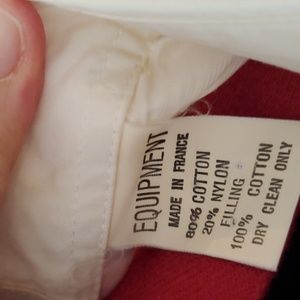 EQUIPMENT
MADE IN FRANCE
80% COTTON
20% NYLON
FILLING
100% COTTON
DRY CLEAN ONLY